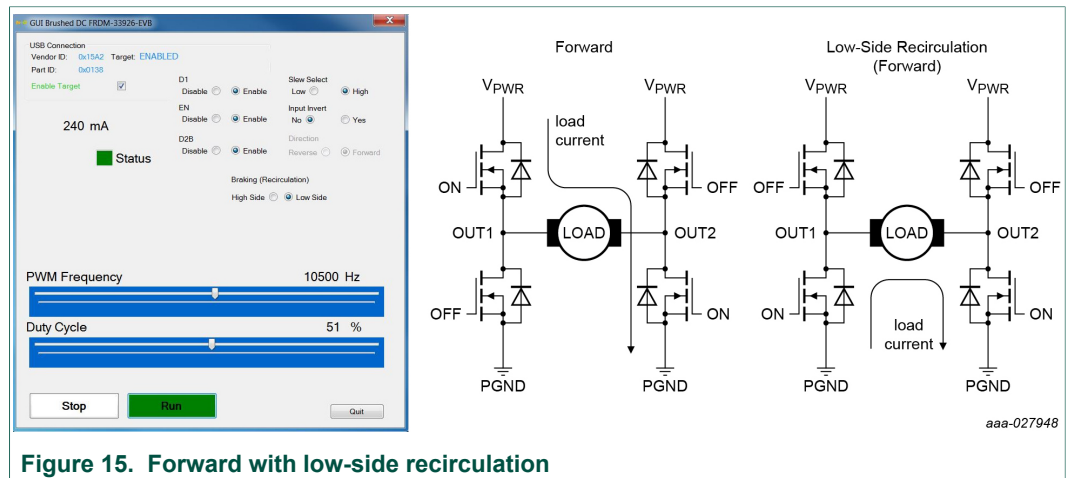 GUI Brushed DC FRDM-33926-EVB
X
USB Connection
Vendor ID: 0x15A2 Target: ENABLED
Part ID: 0x0138
Enable Target
240 mA
Status
D1
Disable Enable
EN
Disable Enable
D2B
Disable Enable
Slew Select
Low High
Input Invert
No Yes
Direction
Reverse Forward
Braking (Recirculation)
High Side Low Side
PWM Frequency 10500 Hz
Duty Cycle 51 %
Stop Run Quit
Forward
VPWR VPWR
load
current
ON OFF
OUT1 LOAD OUT2
OFF ON
PGND PGND
Low-Side Recirculation
(Forward)
VPWR VPWR
OFF OFF
OUT1 LOAD OUT2
ON ON
load
current
PGND PGND
aaa-027948
Figure 15. Forward with low-side recirculation